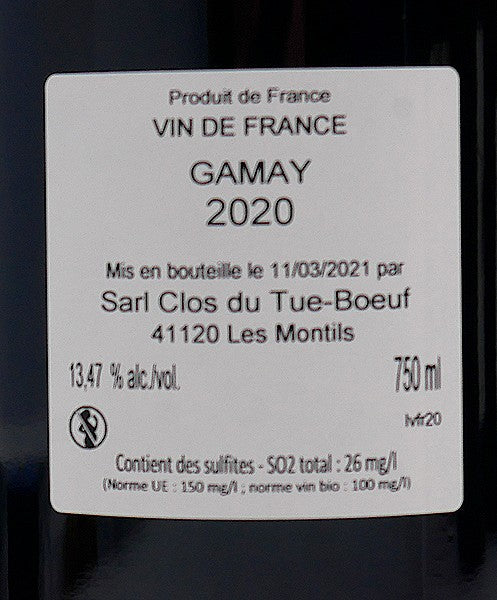 Produit de France
VIN DE FRANCE
GAMAY
2020
Mis en bouteille le 11/03/2021 par
Sarl Clos du Tue-Boeuf
41120 Les Montils
13,47 % alc./vol.
750 ml
lvfr20
Contient des sulfites - SO2 total : 26 mg/l
(Norme UE : 150 mg/l ; norme vin bio : 100 mg/l)